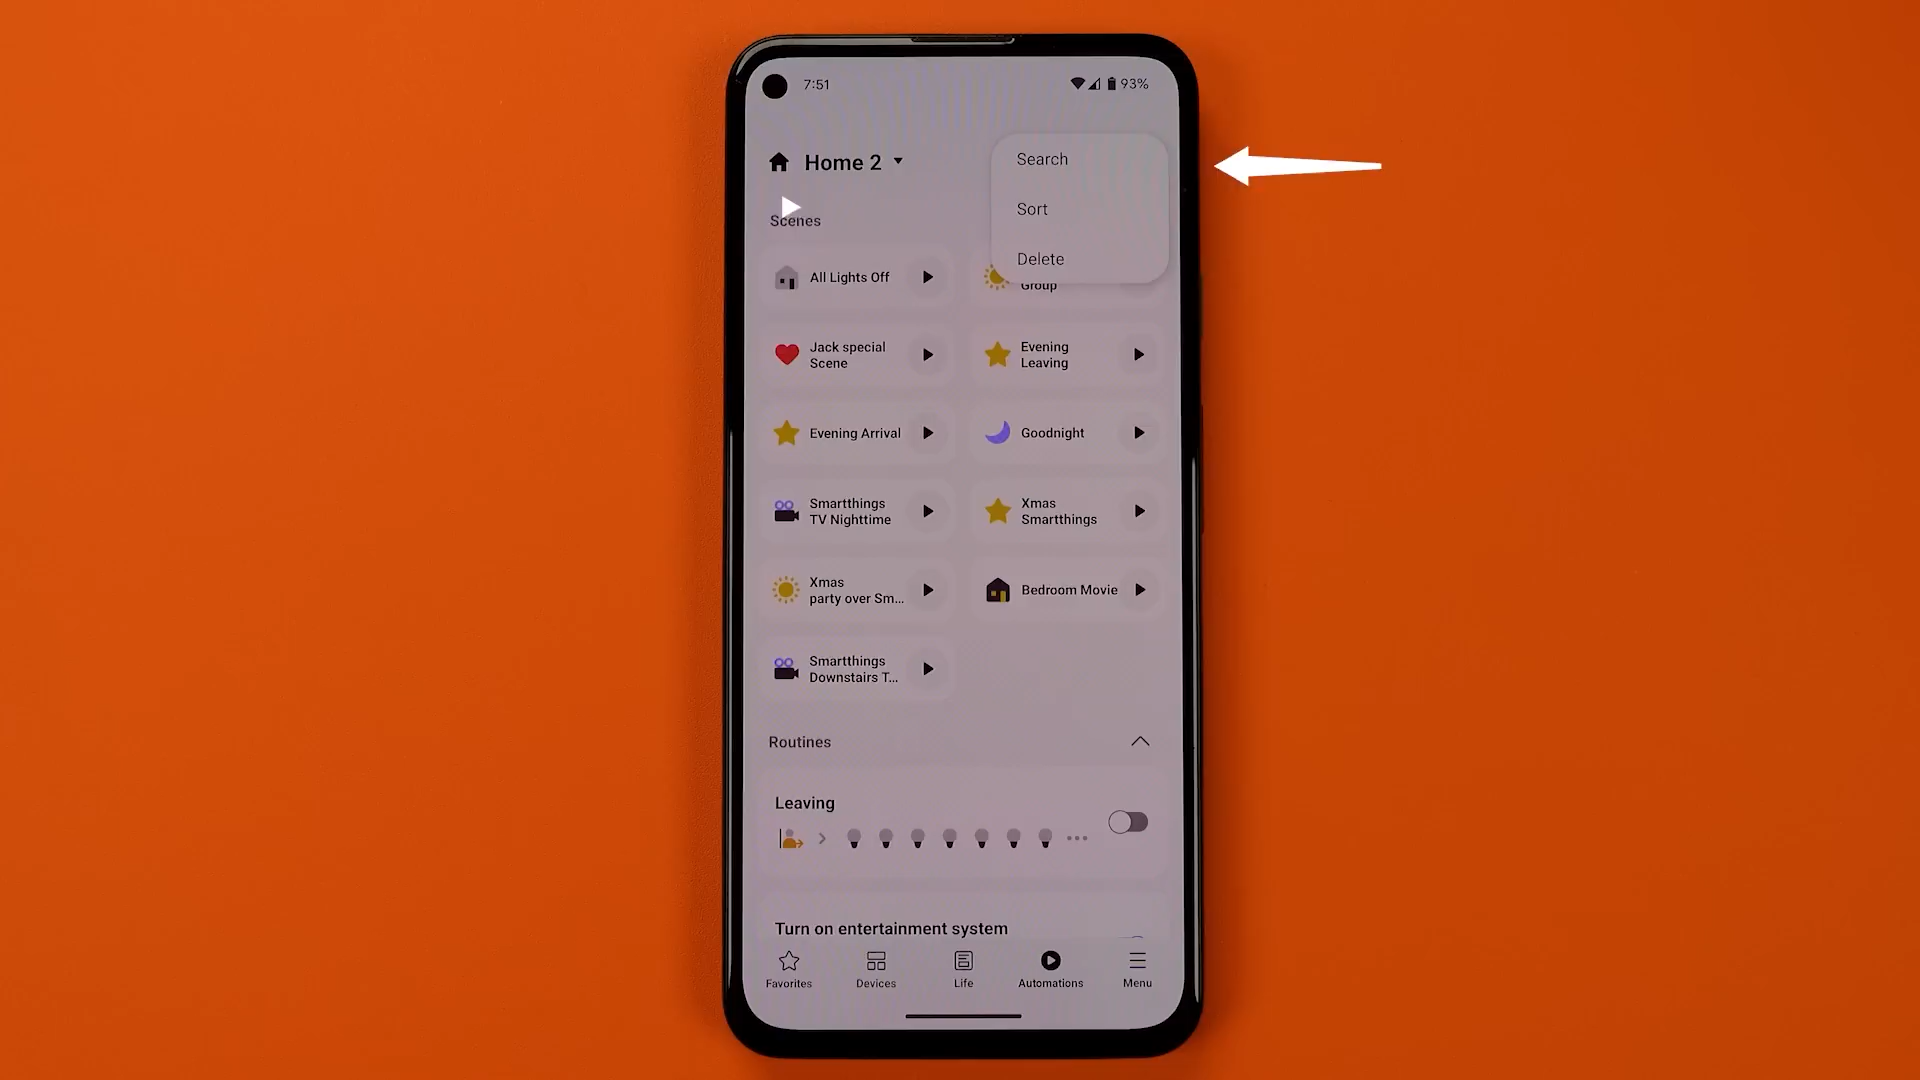 7:51
93%
Home 2
Search
Sort
Delete
Scenes
All Lights Off
Group
Jack special
Scene
Evening
Leaving
Evening Arrival
Goodnight
Smartthings
TV Nighttime
Xmas
Smartthings
Xmas
party over Sm...
Bedroom Movie
Smartthings
Downstairs T...
Routines
Leaving
Turn on entertainment system
Favorites
Devices
Life
Automations
Menu